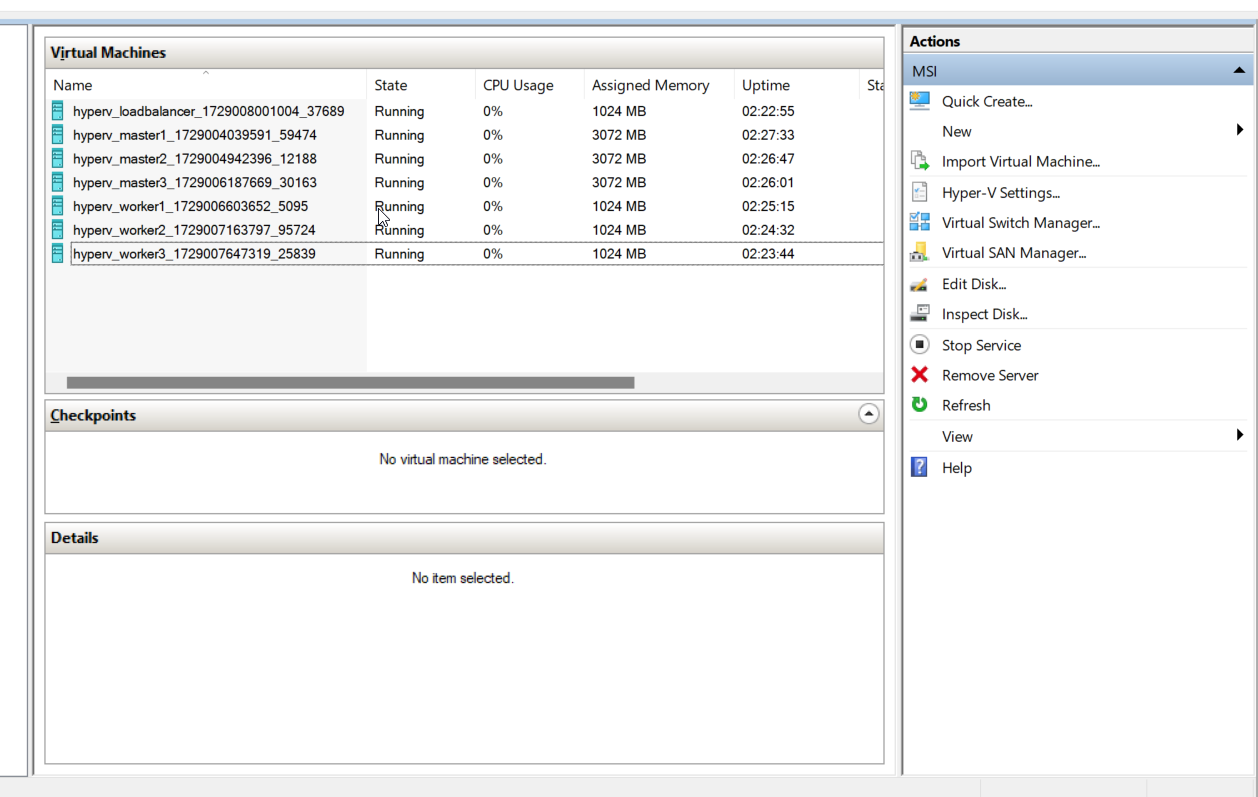 Virtual Machines
Name State CPU Usage Assigned Memory Uptime Sta
hyperv_loadbalancer_1729008001004_37689 Running 0% 1024 MB 02:22:55
hyperv_master1_1729004039591_59474 Running 0% 3072 MB 02:27:33
hyperv_master2_1729004942396_12188 Running 0% 3072 MB 02:26:47
hyperv_master3_1729006187669_30163 Running 0% 3072 MB 02:26:01
hyperv_worker1_1729006603652_5095 Running 0% 1024 MB 02:25:15
hyperv_worker2_1729007163797_95724 Running 0% 1024 MB 02:24:32
hyperv_worker3_1729007647319_25839 Running 0% 1024 MB 02:23:44
Checkpoints
No virtual machine selected.
Details
No item selected.
Actions
MSI
Quick Create...
New
Import Virtual Machine...
Hyper-V Settings...
Virtual Switch Manager...
Virtual SAN Manager...
Edit Disk...
Inspect Disk...
Stop Service
Remove Server
Refresh
View
Help